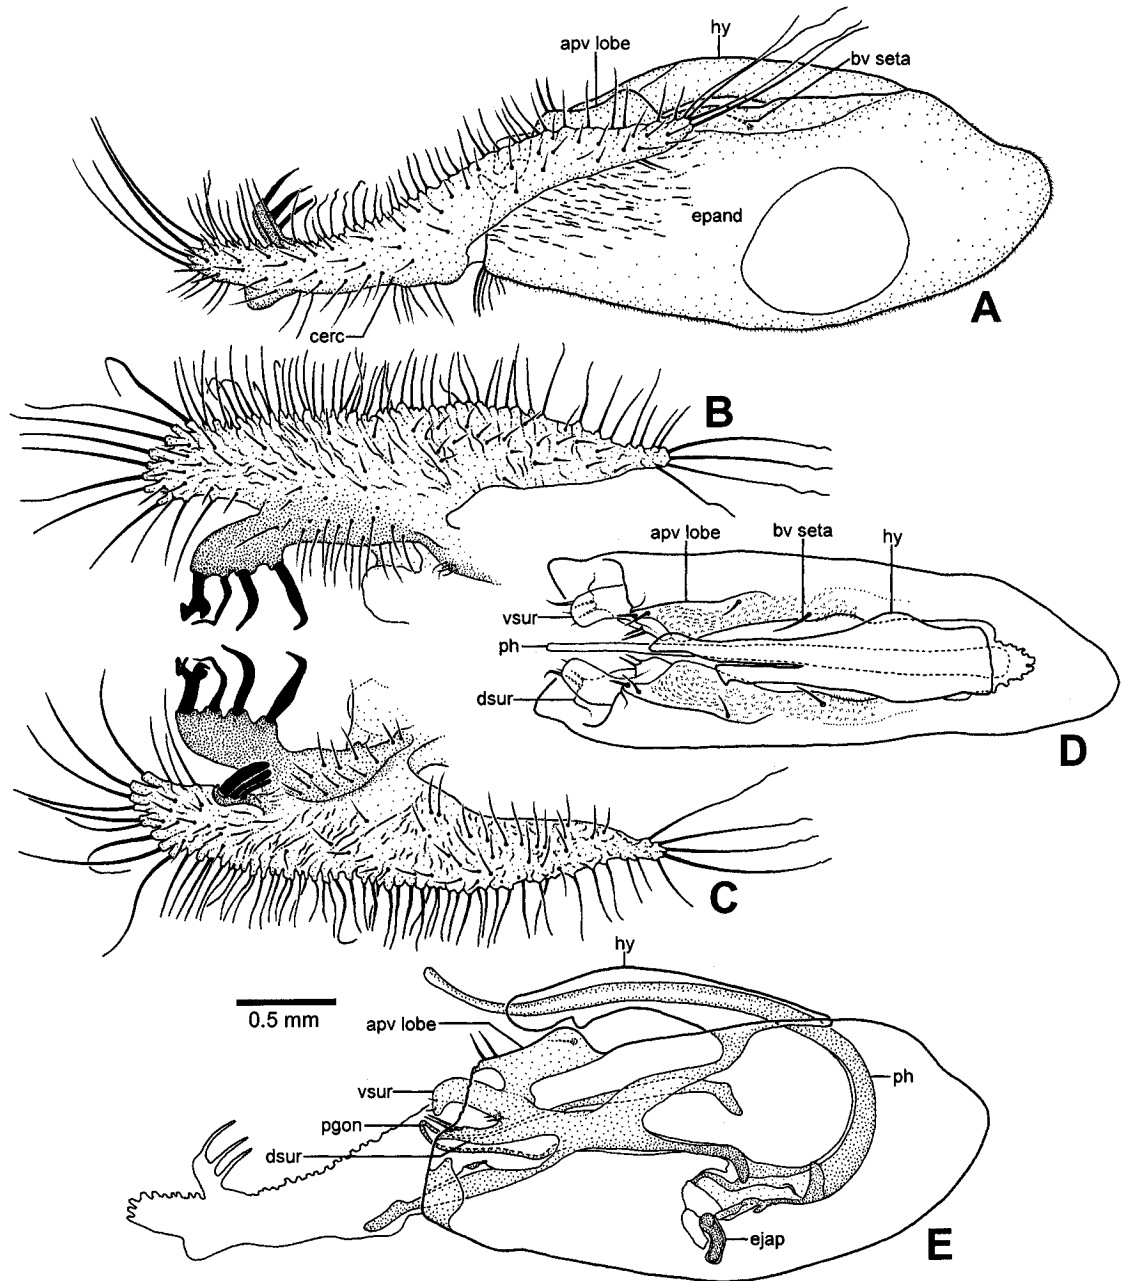 hy
apv lobe
bv seta
epand
A
cerc
B
apv lobe
bv seta
hy
vsur
ph
dsur
D
C
hy
0.5 mm
apv lobe
ph
vsur
pgon
dsur
ejap
E